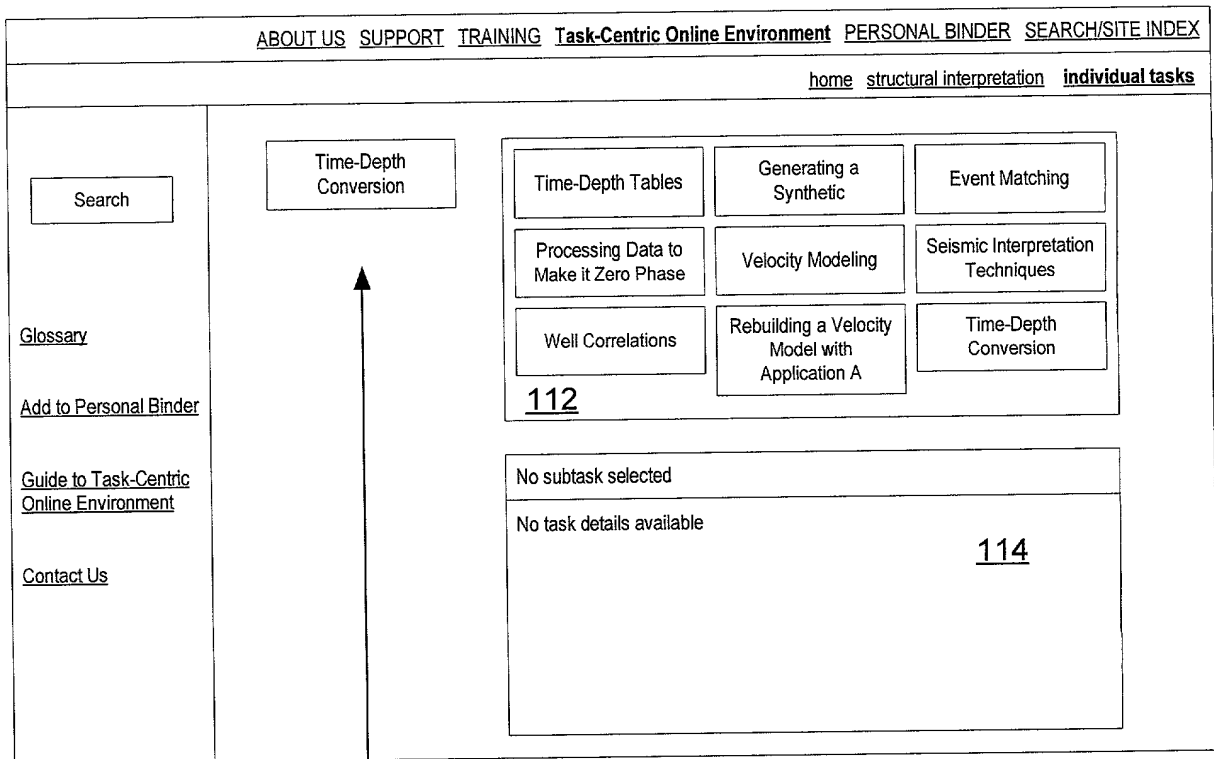 ABOUT US SUPPORT TRAINING Task-Centric Online Environment PERSONAL BINDER SEARCH/SITE INDEX
home structural interpretation individual tasks
Search
Glossary
Add to Personal Binder
Guide to Task-Centric
Online Environment
Contact Us
Time-Depth
Conversion
Time-Depth Tables
Generating a
Synthetic
Event Matching
Processing Data to
Make it Zero Phase
Velocity Modeling
Seismic Interpretation
Techniques
Well Correlations
Rebuilding a Velocity
Model with
Application A
Time-Depth
Conversion
112
No subtask selected
No task details available
114